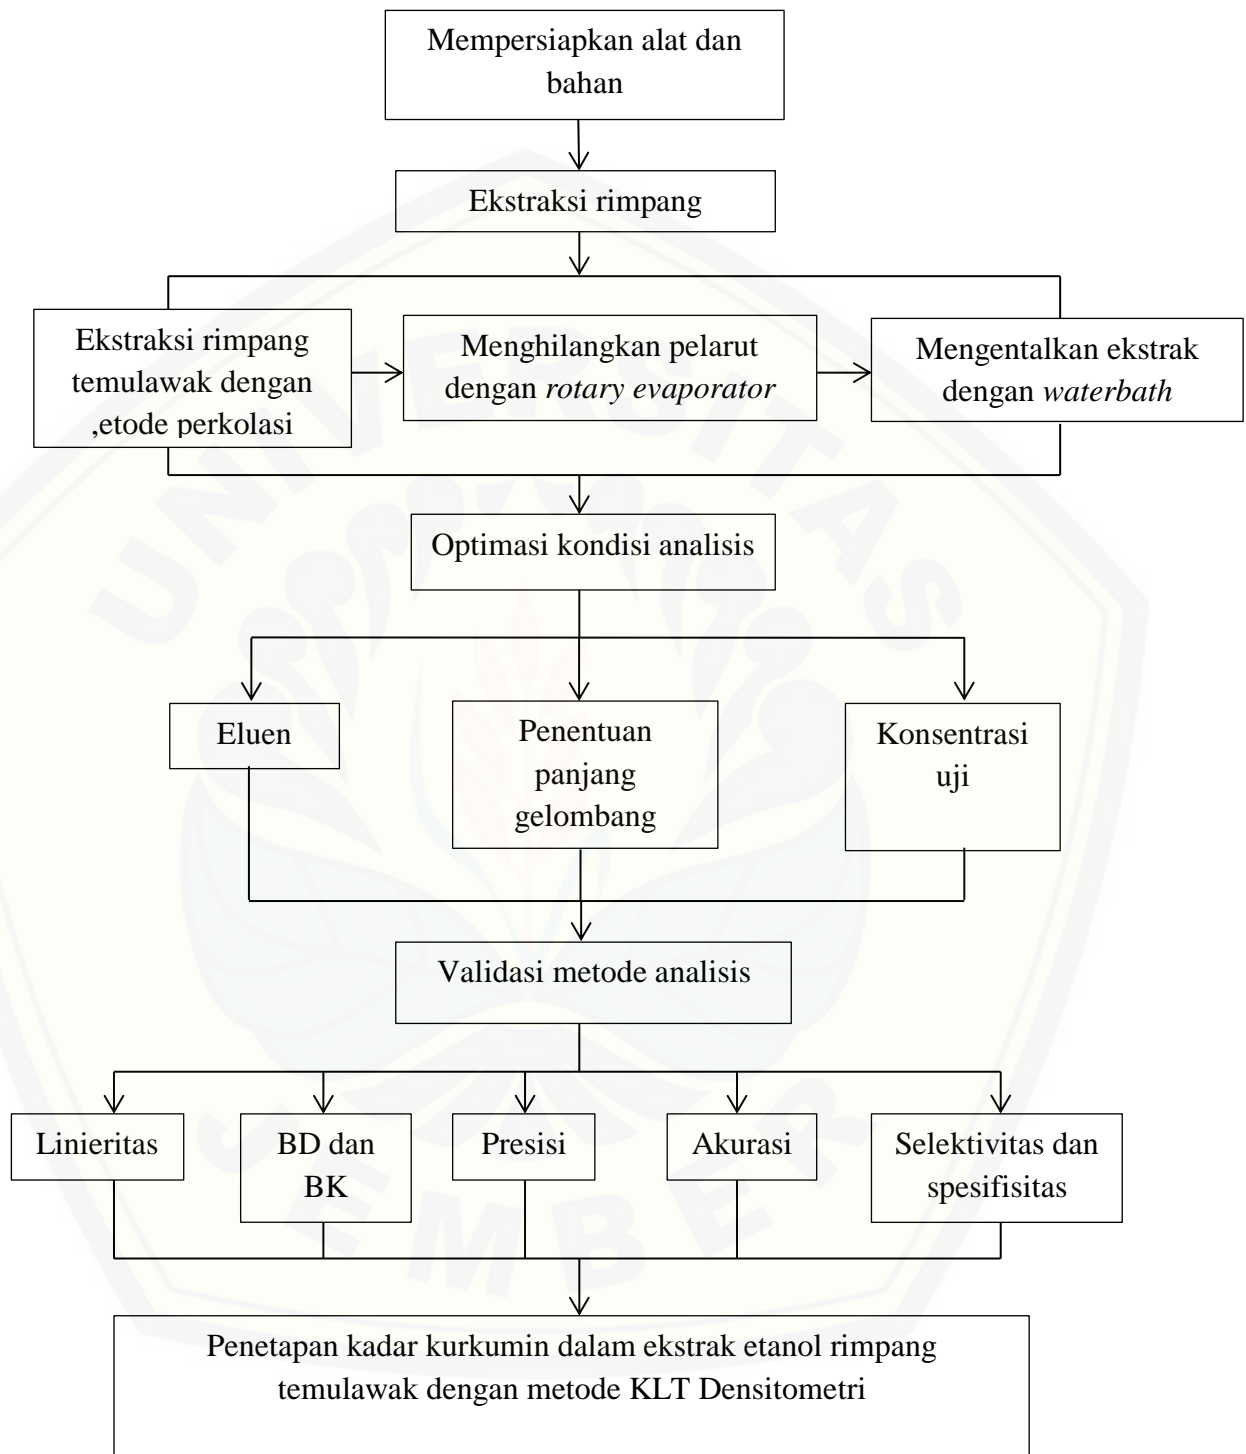 Mempersiapkan alat dan
bahan
Ekstraksi rimpang
Ekstraksi rimpang
temulawak dengan
,etode perkolasi
Menghilangkan pelarut
dengan rotary evaporator
Mengentalkan ekstrak
dengan waterbath
Optimasi kondisi analisis
Eluen
Penentuan
panjang
gelombang
Konsentrasi
uji
Validasi metode analisis
Linieritas
BD dan
BK
Presisi
Akurasi
Selektivitas dan
spesifisitas
Penetapan kadar kurkumin dalam ekstrak etanol rimpang
temulawak dengan metode KLT Densitometri
UNIVERSITAS
JEMBER